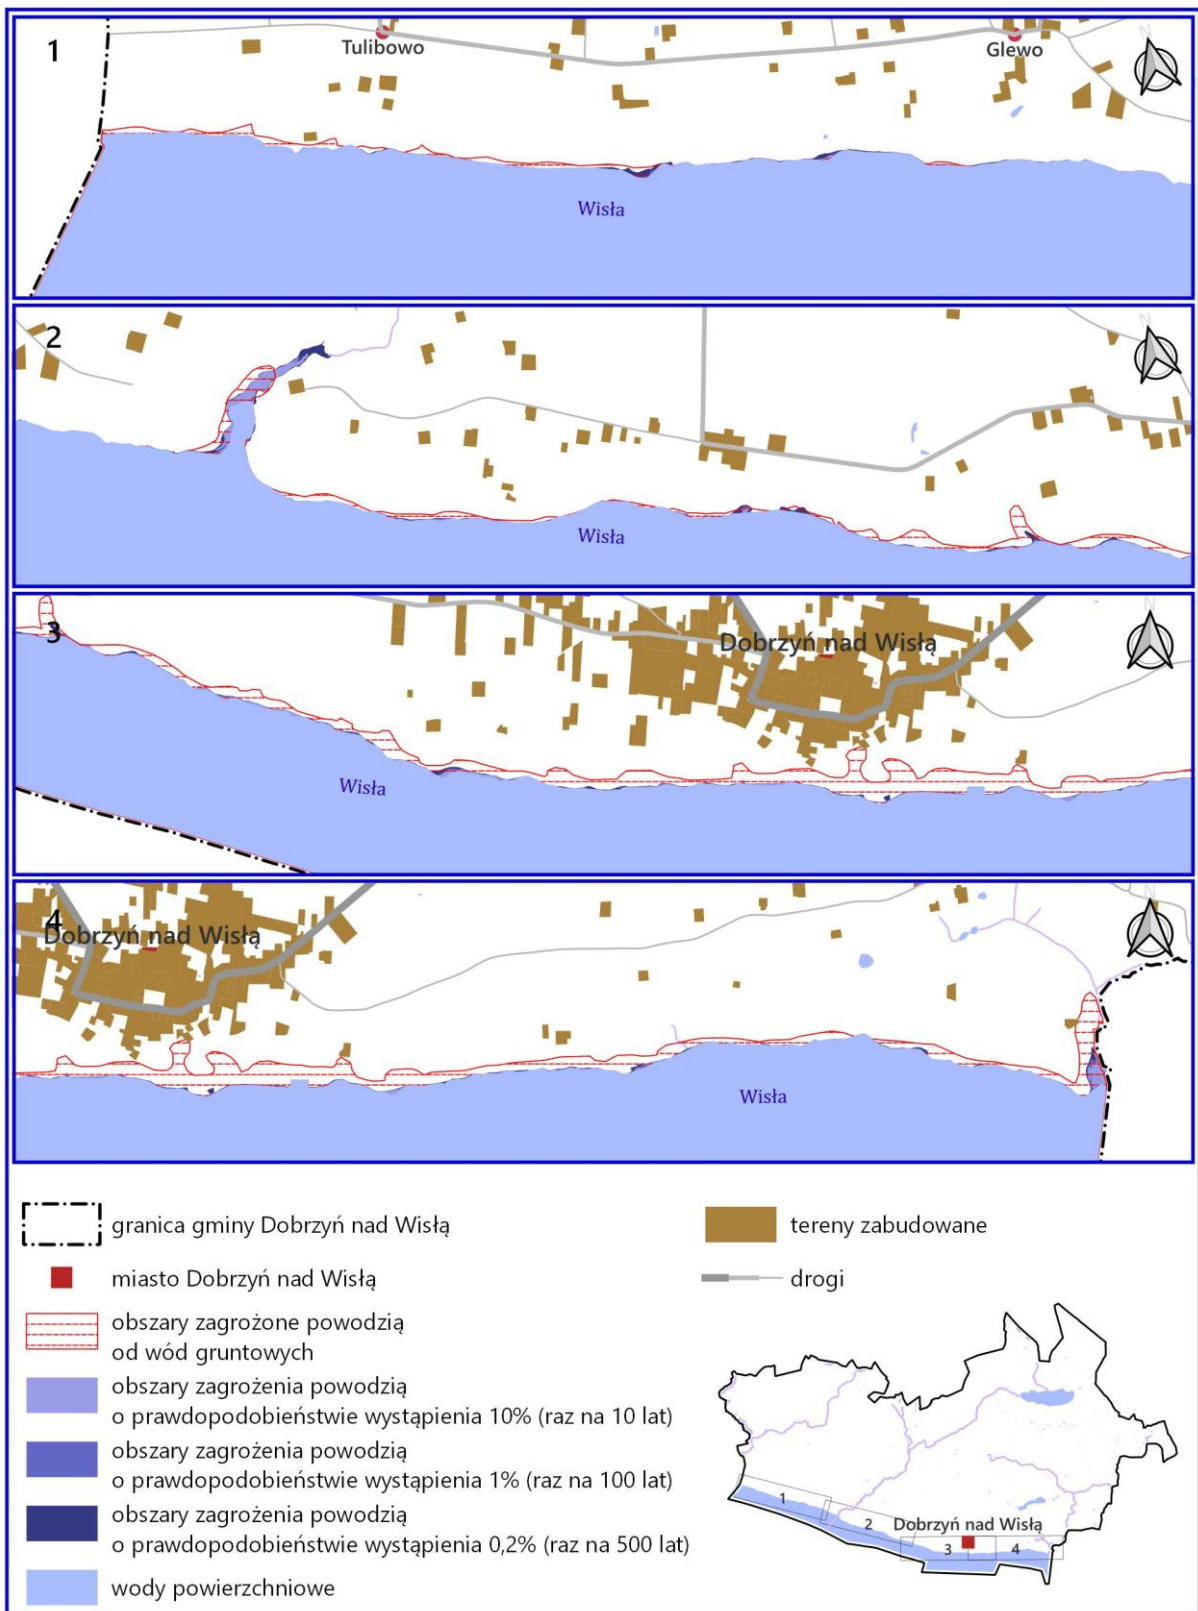 1
Tulibowo
Glewo
N
Wisła
2
N
Wisła
3
Dobrzyń nad Wisłą
N
Wisła
4
Dobrzyń nad Wisłą
N
Wisła
granica gminy Dobrzyń nad Wisłą
miasto Dobrzyń nad Wisłą
obszary zagrożone powodzią
od wód gruntowych
obszary zagrożenia powodzią
o prawdopodobieństwie wystąpienia 10% (raz na 10 lat)
obszary zagrożenia powodzią
o prawdopodobieństwie wystąpienia 1% (raz na 100 lat)
obszary zagrożenia powodzią
o prawdopodobieństwie wystąpienia 0,2% (raz na 500 lat)
wody powierzchniowe
tereny zabudowane
drogi
1
2
Dobrzyń nad Wisłą
3
4